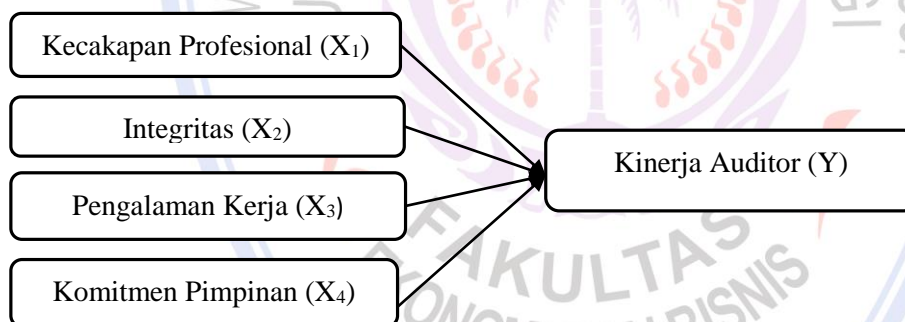 Kecakapan Profesional (X₁)
Integritas (X₂)
Pengalaman Kerja (X₃)
Komitmen Pimpinan (X₄)
Kinerja Auditor (Y)
FAKULTAS